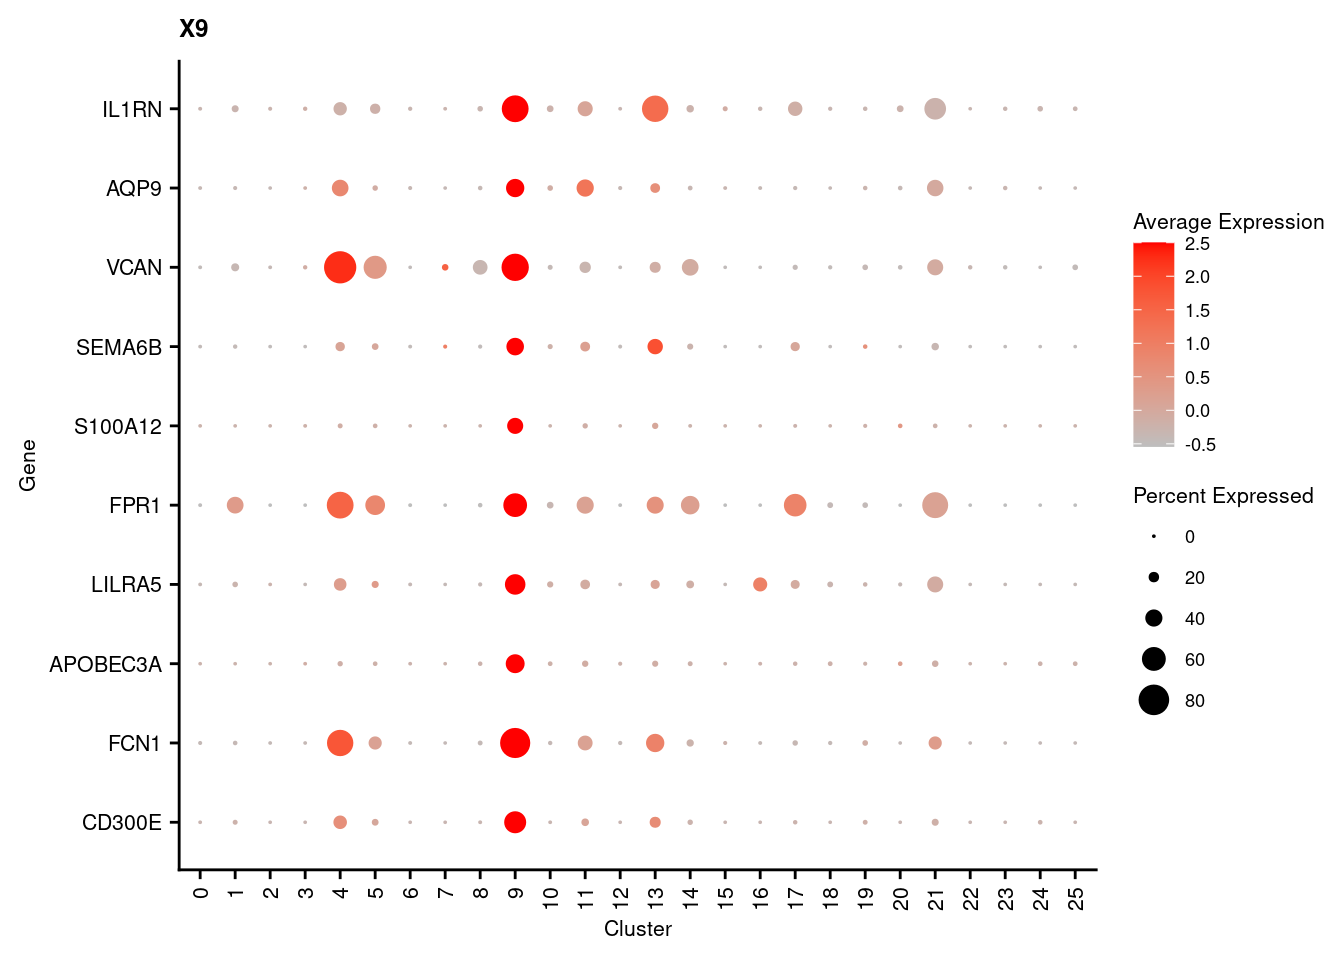 X9
IL1RN
AQP9
VCAN
SEMA6B
S100A12
FPR1
LILRA5
APOBEC3A
FCN1
CD300E
Gene
0 1 2 3 4 5 6 7 8 9 10 11 12 13 14 15 16 17 18 19 20 21 22 23 24 25
Cluster
Average Expression
2.5
2.0
1.5
1.0
0.5
0.0
-0.5
Percent Expressed
0
20
40
60
80